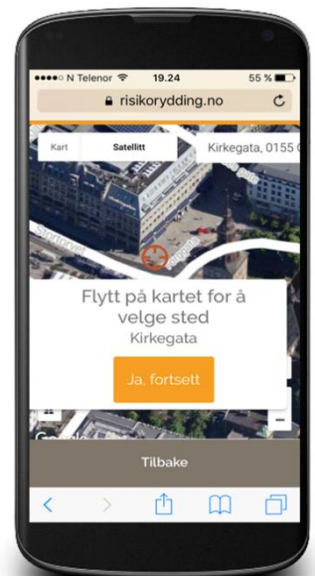 N Telenor 19.24 55 %
risikorydding.no
Kart Satellitt Kirkegata, 0155
Stortorvet
Flytt på kartet for å
velge sted
Kirkegata
Ja, fortsett
Tilbake